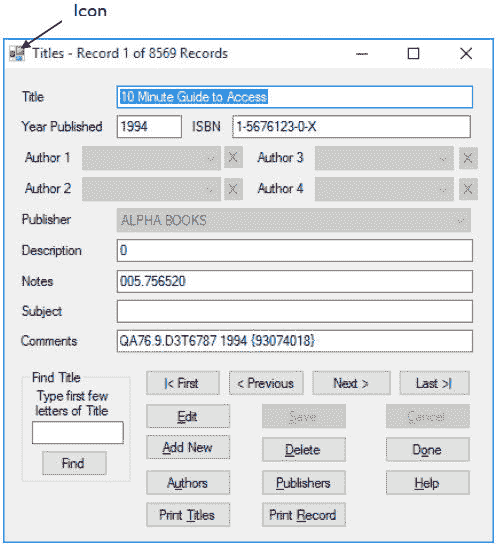 Icon
Titles - Record 1 of 8569 Records
Title 10 Minute Guide to Access
Year Published 1994 ISBN 1-5676123-0-X
Author 1 X Author 3 X
Author 2 X Author 4 X
Publisher ALPHA BOOKS
Description 0
Notes 005.756520
Subject
Comments QA76.9.D3T6787 1994 {93074018}
Find Title
Type first few
letters of Title
Find
|< First < Previous Next > Last >|
Edit Save Cancel
Add New Delete Done
Authors Publishers Help
Print Titles Print Record